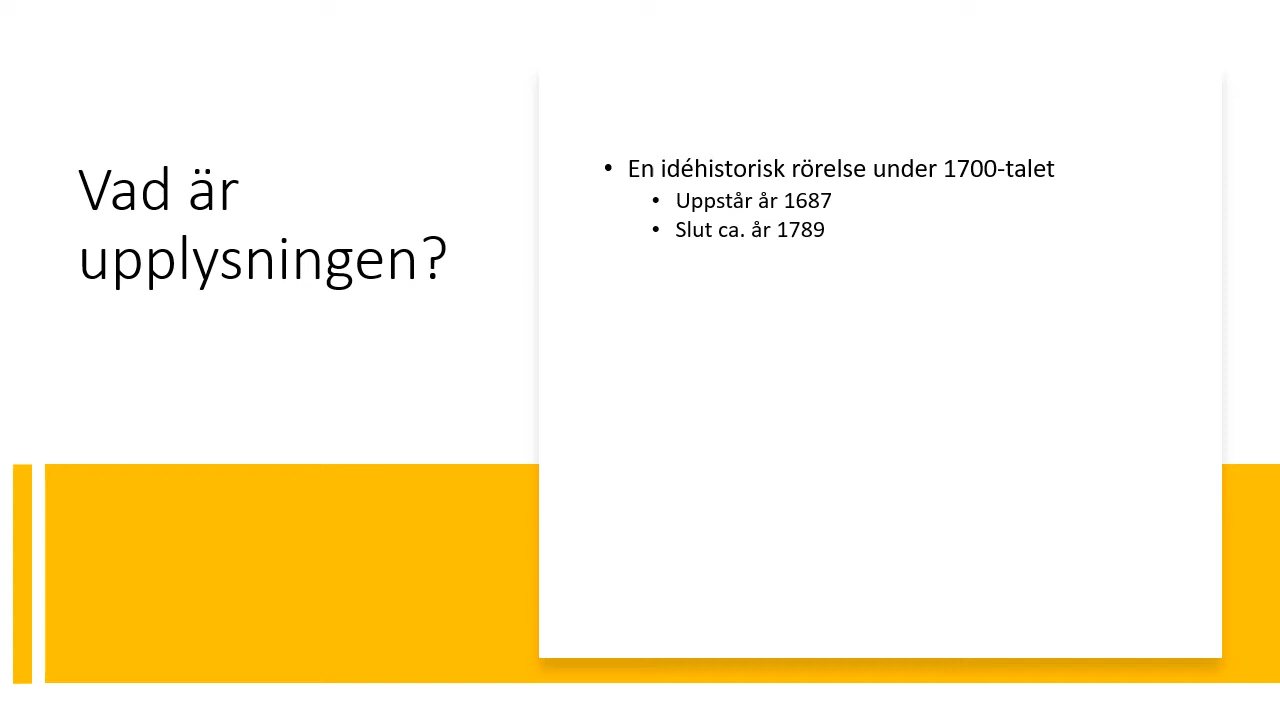 Vad är
upplysningen?
• En idéhistorisk rörelse under 1700-talet
• Uppstår år 1687
• Slut ca. år 1789